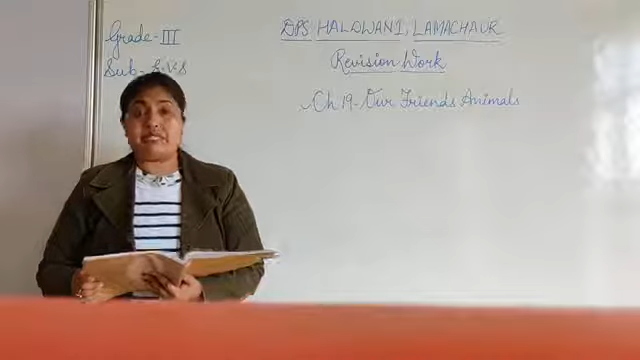 Grade-III
Sub-E.V.S
DPS HALDWANI, LAMACHAUR
Revision Work
Ch 19-Our Friends Animals